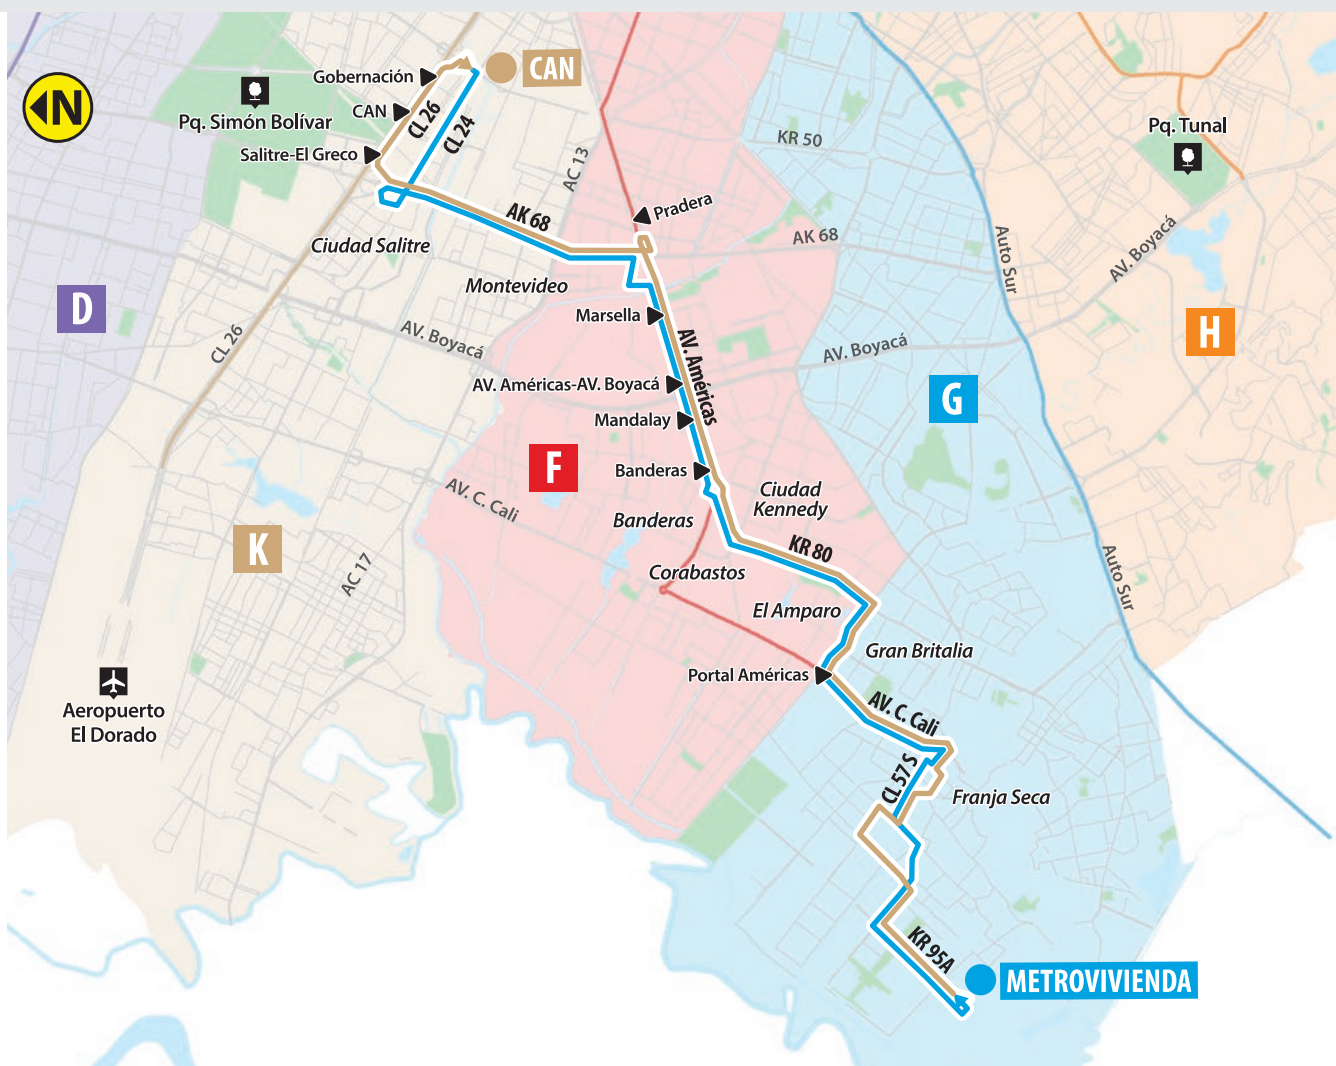 CAN
Gobernación
N
CAN
CL 26
Pq. Simón Bolívar
CL 24
KR 50
Pq. Tunal
Salitre-El Greco
AC 13
Pradera
AK 68
Ciudad Salitre
AK 68
Auto Sur
AV. Boyacá
Montevideo
D
Marsella
CL 26
AV. Boyacá
AV. Américas
AV. Boyacá
H
AV. Américas-AV. Boyacá
G
Mandalay
F
Banderas
AV. C. Cali
Ciudad
Kennedy
Banderas
K
KR 80
AC 17
Corabastos
Auto Sur
El Amparo
Gran Britalia
Portal Américas
Aeropuerto
El Dorado
AV. C. Cali
CL 57 S
Franja Seca
KR 95A
METROVIVIENDA